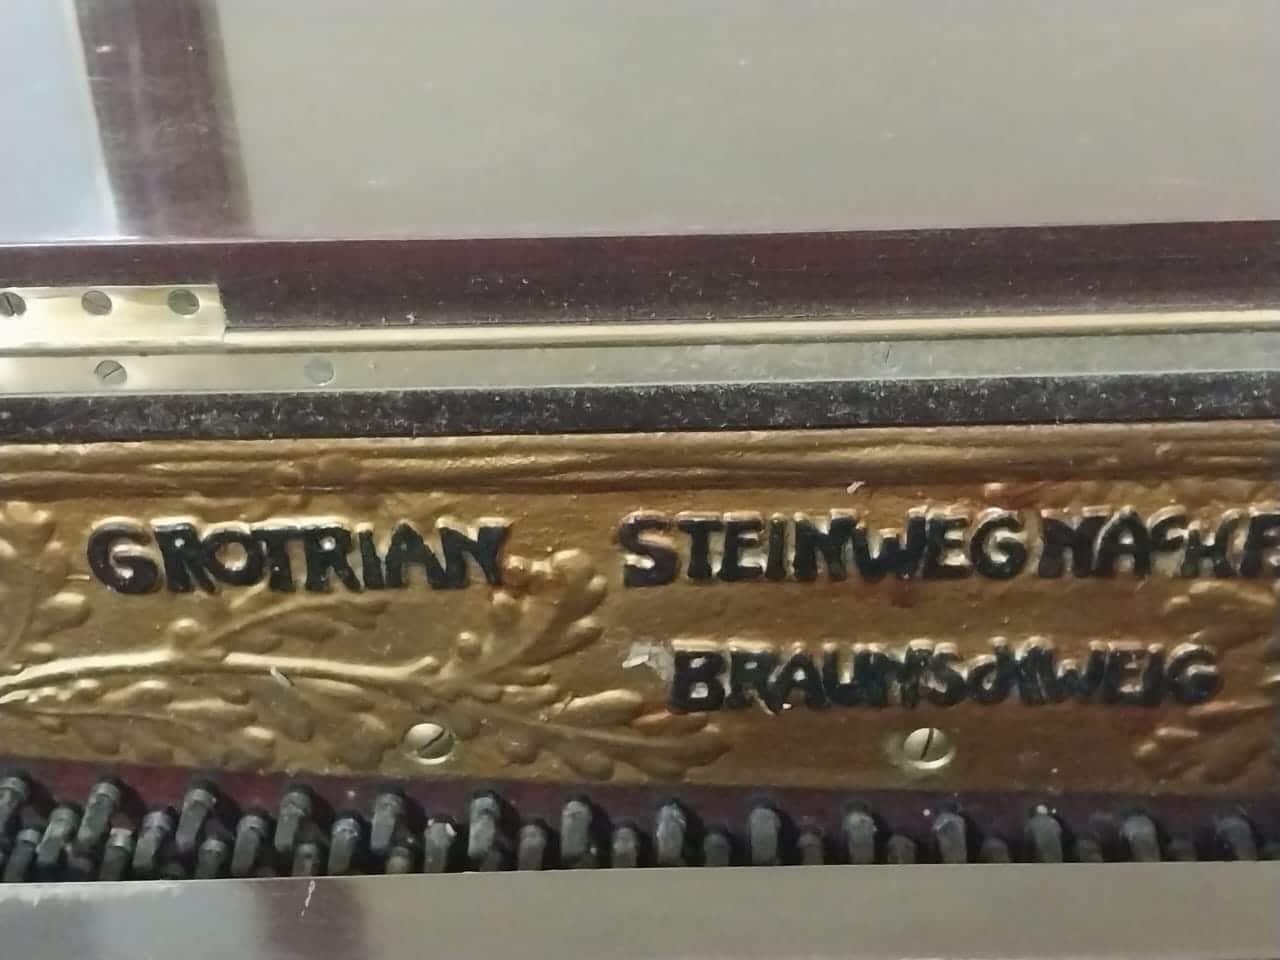 GROTRIAN STEINWEG NACHF
BRAUNSCHWEIG